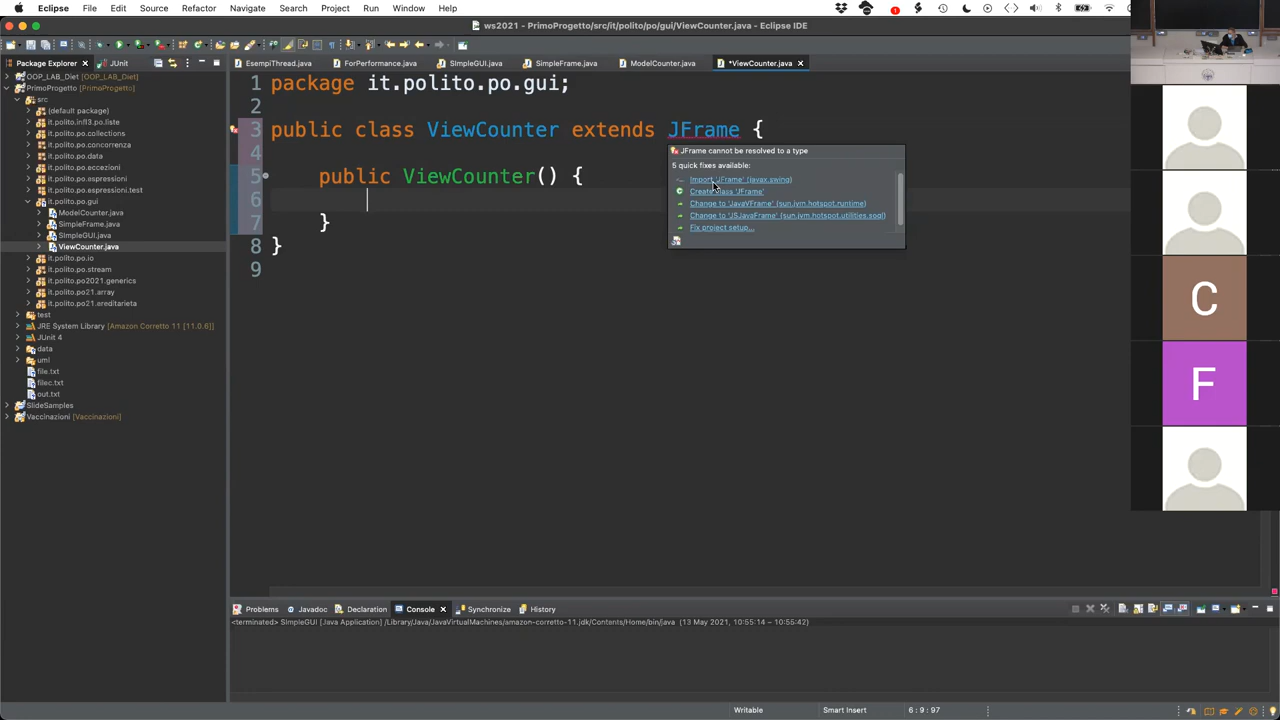 Eclipse File Edit Source Refactor Navigate Search Project Run Window Help
ws2021 - PrimoProgetto/src/it/polito/po/gui/ViewCounter.java - Eclipse IDE
Package Explorer JUnit
EsempiThread.java ForPerformance.java SimpleGUI.java SimpleFrame.java ModelCounter.java *ViewCounter.java
OOP_LAB_Diet [OOP_LAB_Diet]
PrimoProgetto [PrimoProgetto]
src
(default package)
it.polito.inf13.po.liste
it.polito.po.collections
it.polito.po.concorrenza
it.polito.po.data
it.polito.po.eccezioni
it.polito.po.espressioni
it.polito.po.espressioni.test
it.polito.po.gui
ModelCounter.java
SimpleFrame.java
SimpleGUI.java
ViewCounter.java
it.polito.po.io
it.polito.po.stream
it.polito.po2021.generics
it.polito.po21.array
it.polito.po21.ereditarieta
test
JRE System Library [Amazon Corretto 11 [11.0.6]]
JUnit 4
data
uml
file.txt
filec.txt
out.txt
SlideSamples
Vaccinazioni [Vaccinazioni]
1 package it.polito.po.gui;
2
3 public class ViewCounter extends JFrame {
4
5 public ViewCounter() {
6
7 }
8 }
9
JFrame cannot be resolved to a type
5 quick fixes available:
Import 'JFrame' (javax.swing)
Create class 'JFrame'
Change to 'JavaVFrame' (sun.jvm.hotspot.runtime)
Change to 'JSJavaFrame' (sun.jvm.hotspot.utilities.soql)
Fix project setup...
C
F
Problems Javadoc Declaration Console Synchronize History
<terminated> SimpleGUI [Java Application] /Library/Java/JavaVirtualMachines/amazon-corretto-11.jdk/Contents/Home/bin/java (13 May 2021, 10:55:14 – 10:55:42)
Writable Smart Insert 6 : 9 : 97